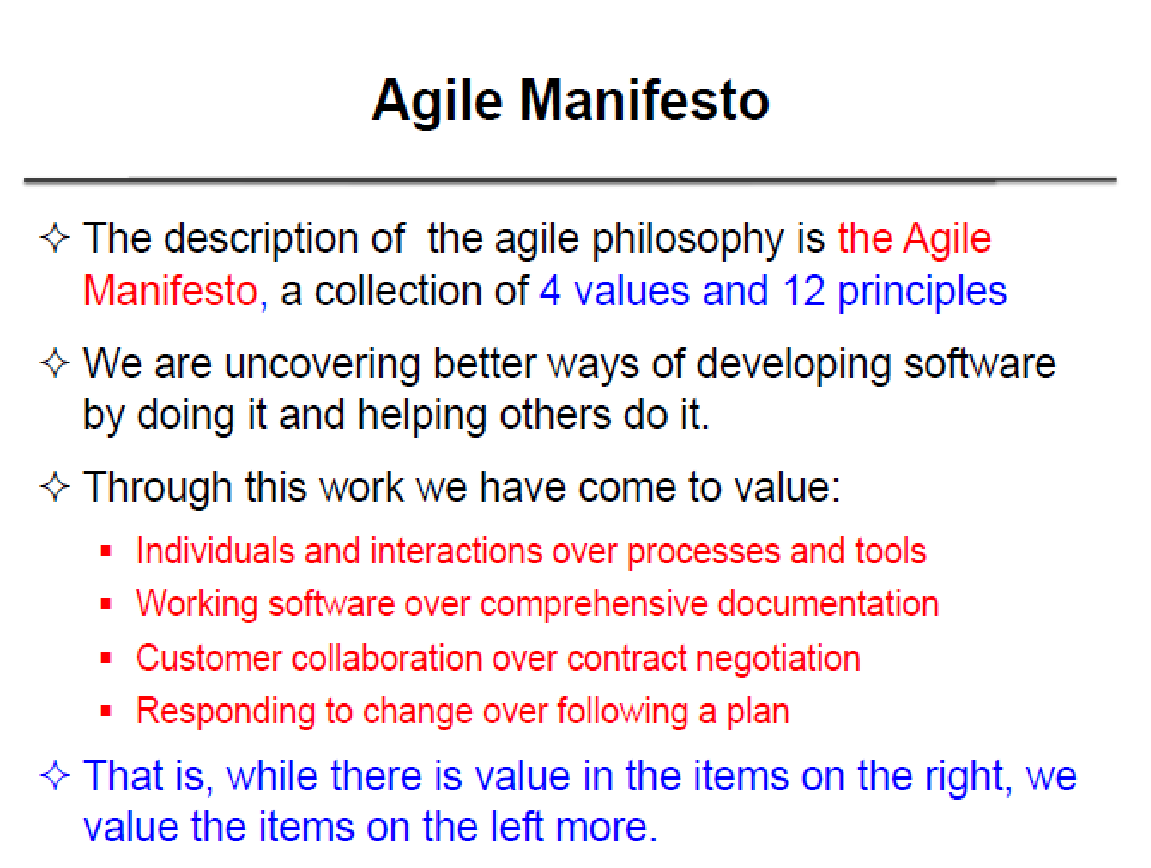 Agile Manifesto
The description of  the agile philosophy is the Agile
Manifesto, a collection of 4 values and 12 principles
We are uncovering better ways of developing software
by doing it and helping others do it.
Through this work we have come to value:
Individuals and interactions over processes and tools
Working software over comprehensive documentation
Customer collaboration over contract negotiation
Responding to change over following a plan
That is, while there is value in the items on the right, we
value the items on the left more.